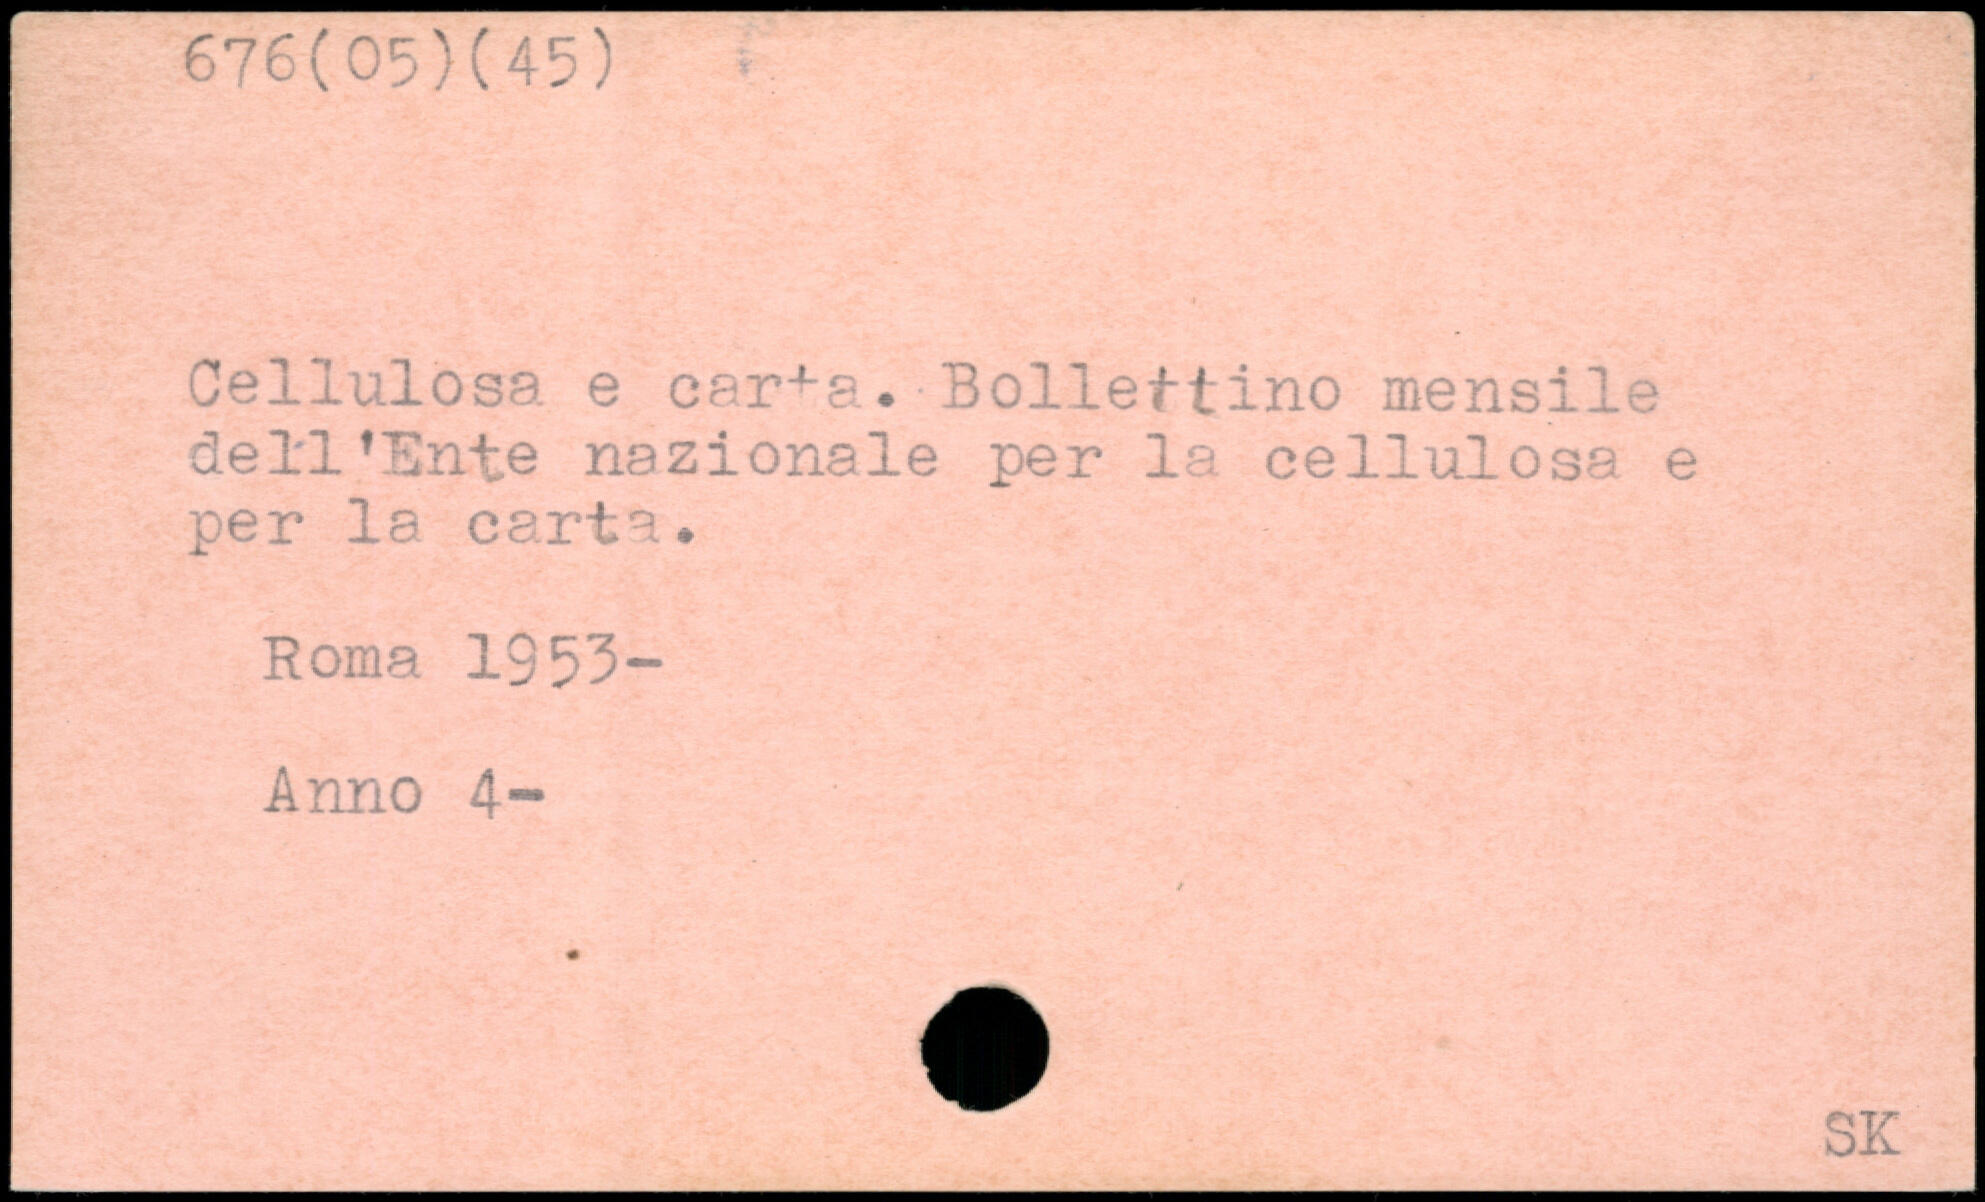 676(05)(45)
Cellulosa e carta. Bollettino mensile
dell'Ente nazionale per la cellulosa e
per la carta.
Roma 1953-
Anno 4-
SK